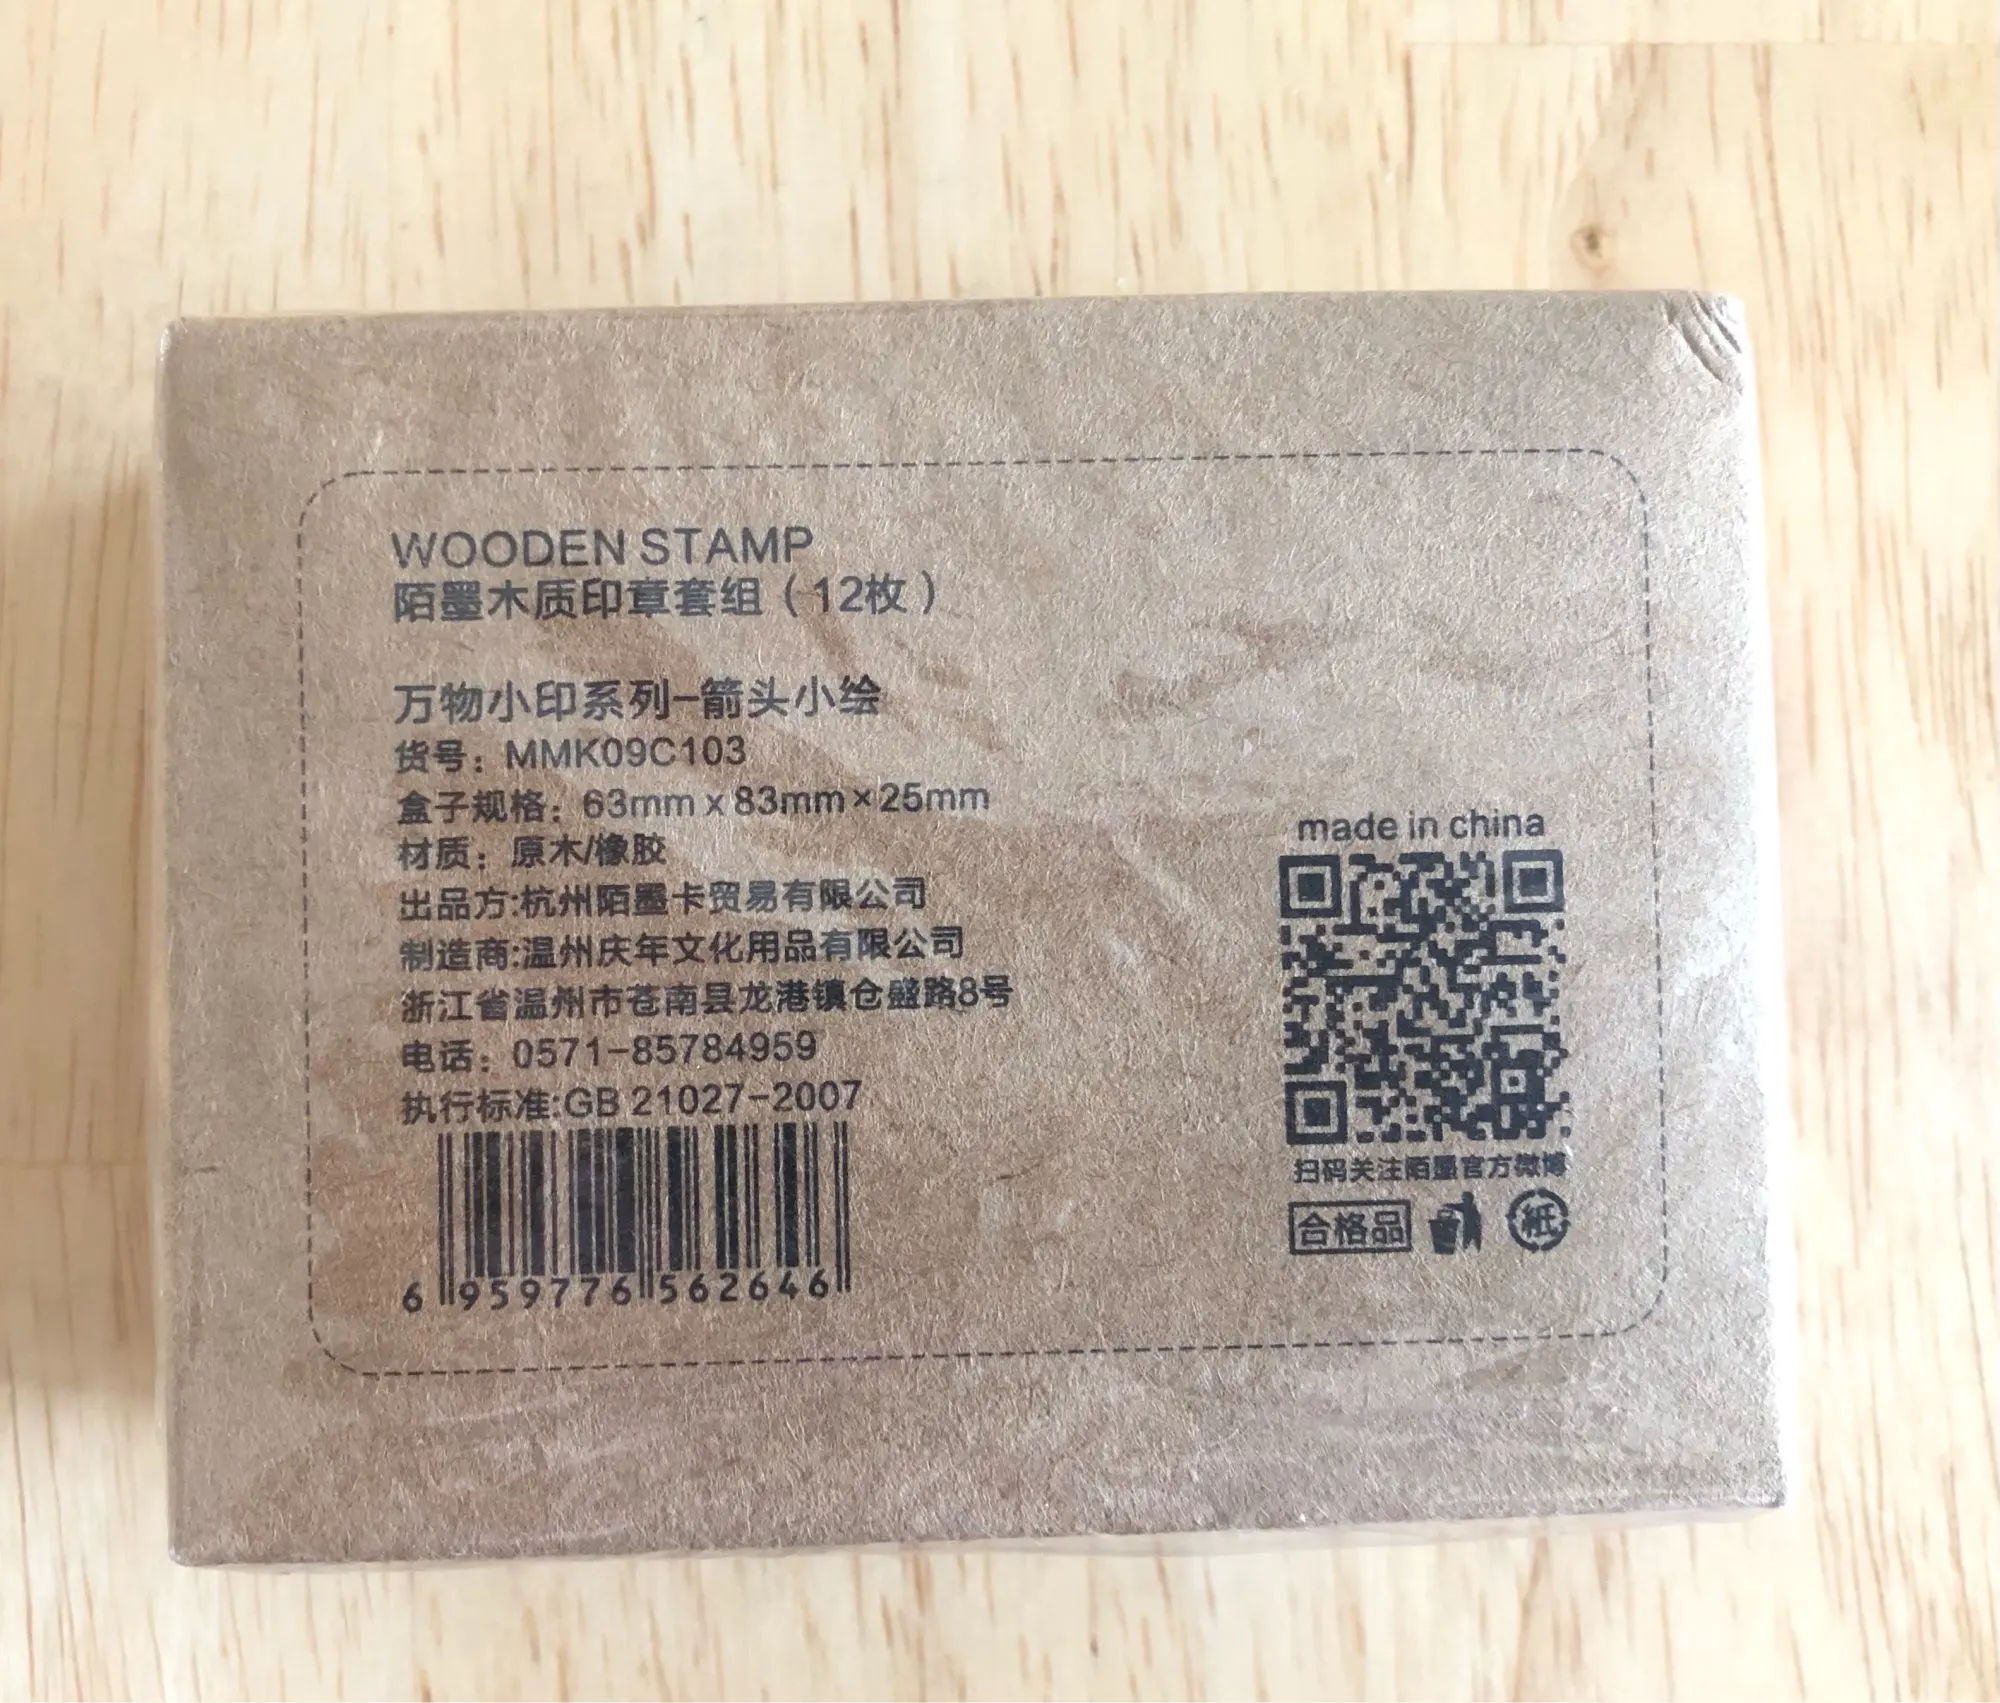 WOODEN STAMP
陌墨木质印章套组（12枚）
万物小印系列-箭头小绘
货号：MMK09C103
盒子规格：63mm x 83mm×25mm
材质：原木/橡胶
出品方:杭州陌墨卡贸易有限公司
制造商:温州庆年文化用品有限公司
浙江省温州市苍南县龙港镇仓盛路8号
电话：0571-85784959
执行标准:GB 21027-2007
6 959776 562646
made in china
扫码关注陌墨官方微博
合格品
紙